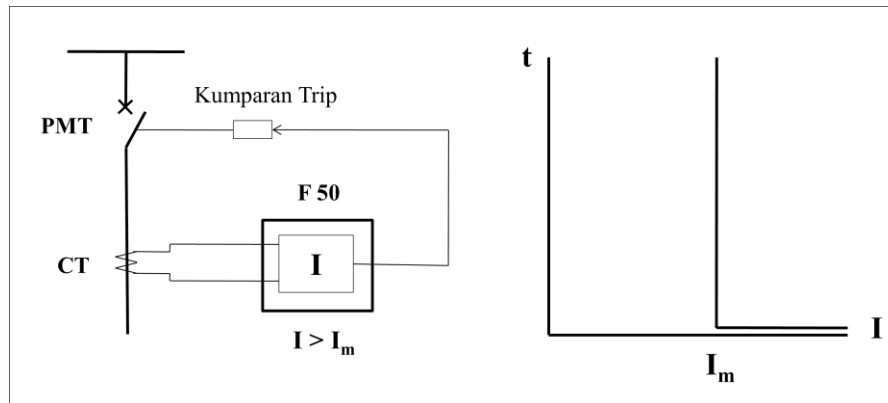 Kumparan Trip
PMT
F 50
CT
I
I > Iₘ
t
I
Iₘ